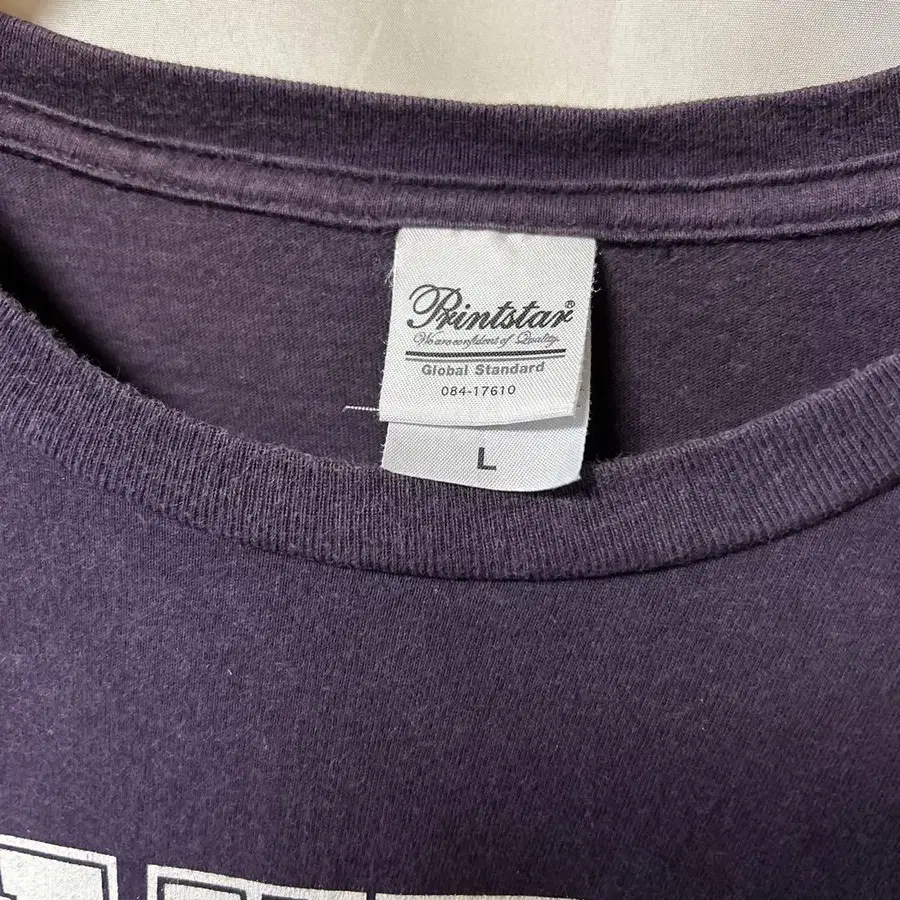 Printstar®
We are confident of Quality.
Global Standard
084-17610
L